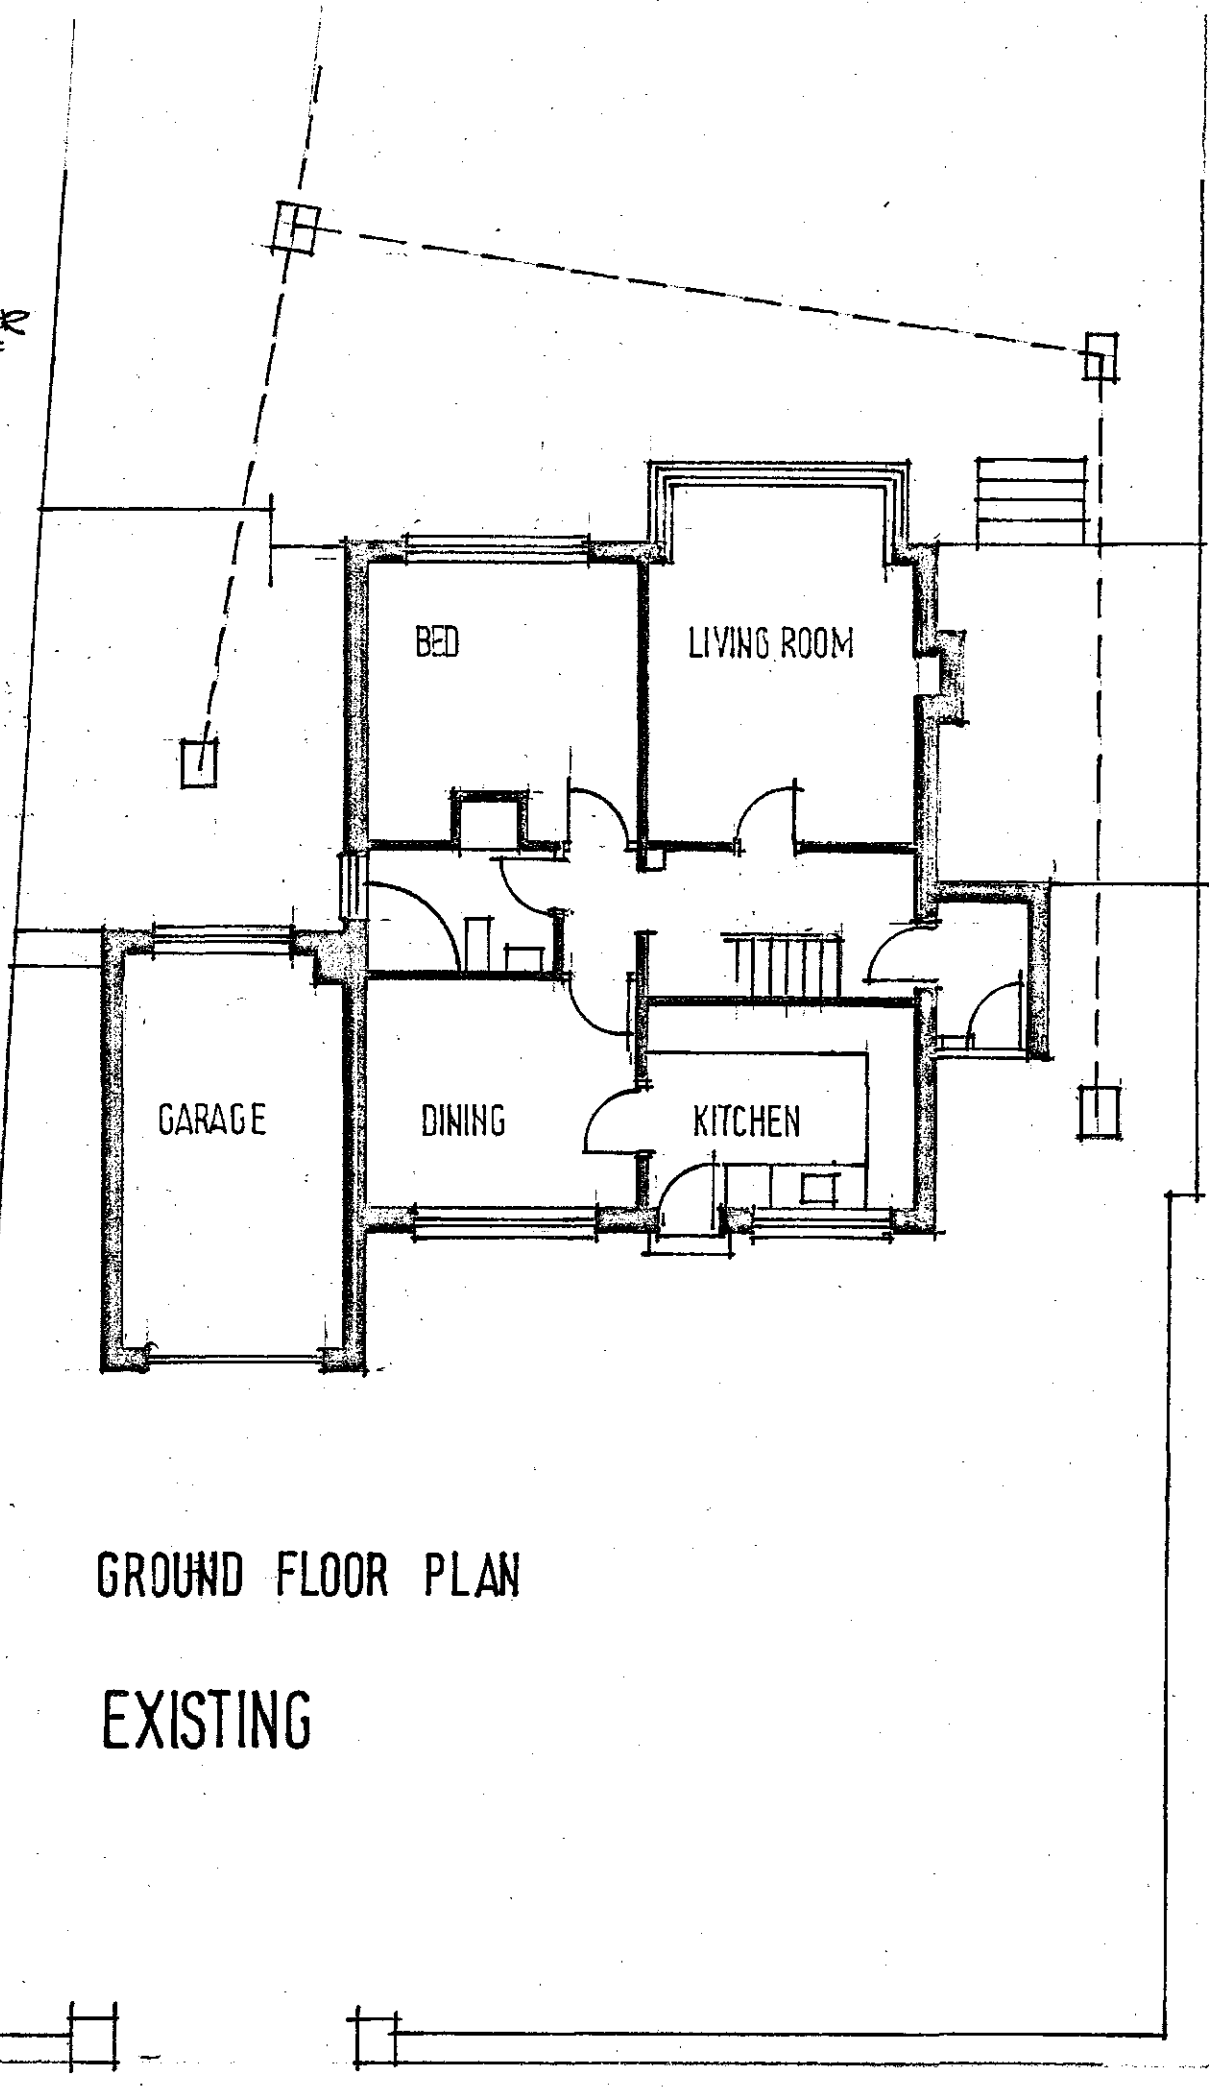 BED
LIVING ROOM
GARAGE
DINING
KITCHEN
GROUND FLOOR PLAN
EXISTING